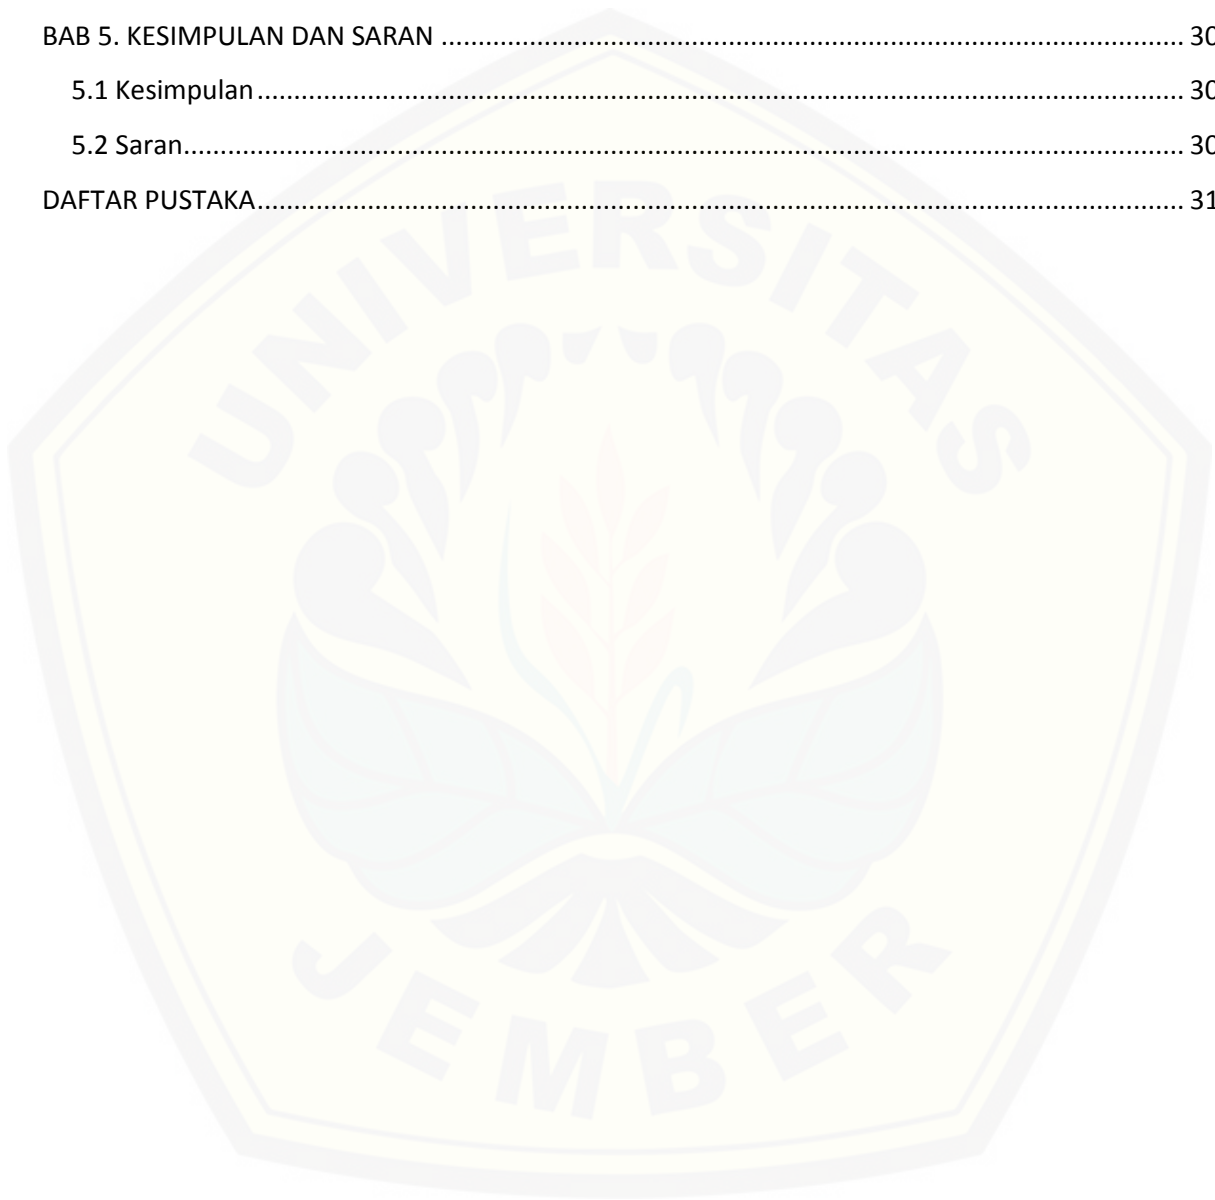 BAB 5. KESIMPULAN DAN SARAN ........................................................................................................ 30
5.1 Kesimpulan .................................................................................................................................. 30
5.2 Saran............................................................................................................................................ 30
DAFTAR PUSTAKA................................................................................................................................. 31
UNIVERSITAS
JEMBER